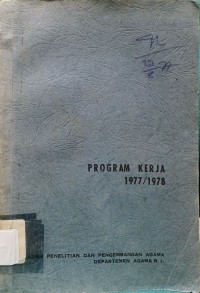 PROGRAM KERJA
1977/1978
PENELITIAN DAN PENGEMBANGAN AGAMA
DEPARTEMEN AGAMA R.I.